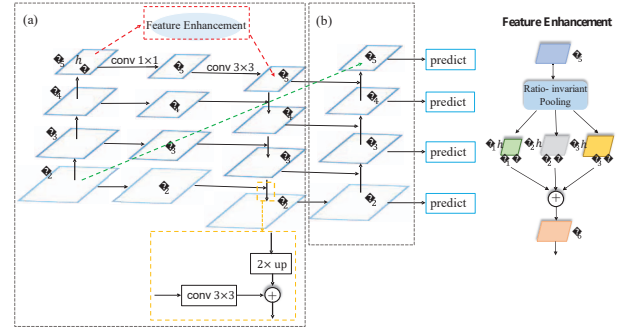 (a)
Feature Enhancement
(b)
Feature Enhancement
h
conv 1×1
conv 3×3
predict
predict
predict
predict
Ratio- invariant
Pooling
h
h
h
2× up
conv 3×3